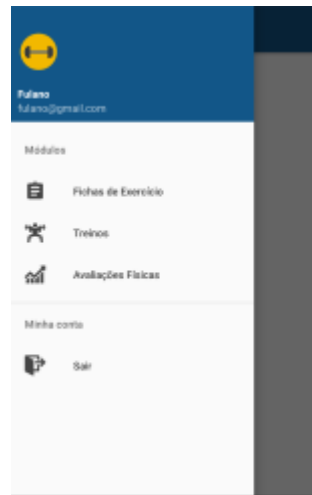 Fulano
fulano@gmail.com
Módulos
Fichas de Exercício
Treinos
Avaliações Físicas
Minha conta
Sair